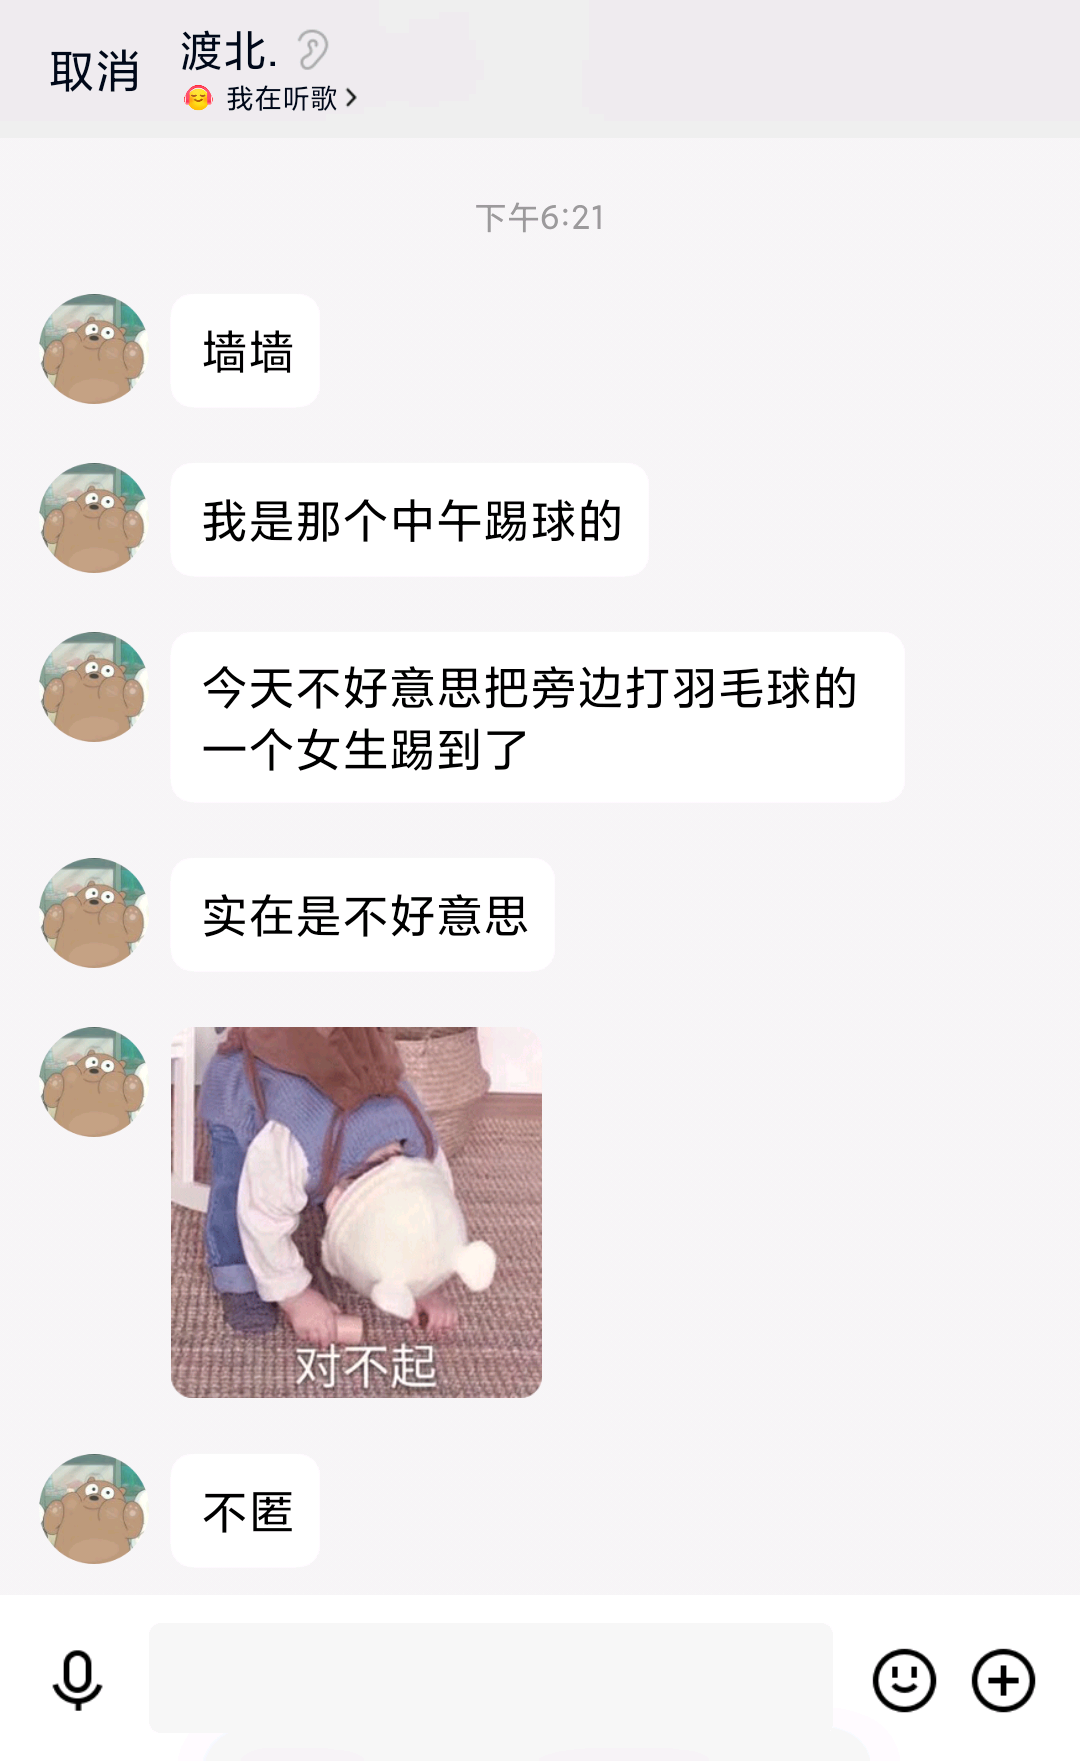 取消
渡北.
我在听歌
下午6:21
墙墙
我是那个中午踢球的
今天不好意思把旁边打羽毛球的
一个女生踢到了
实在是不好意思
对不起
不匿